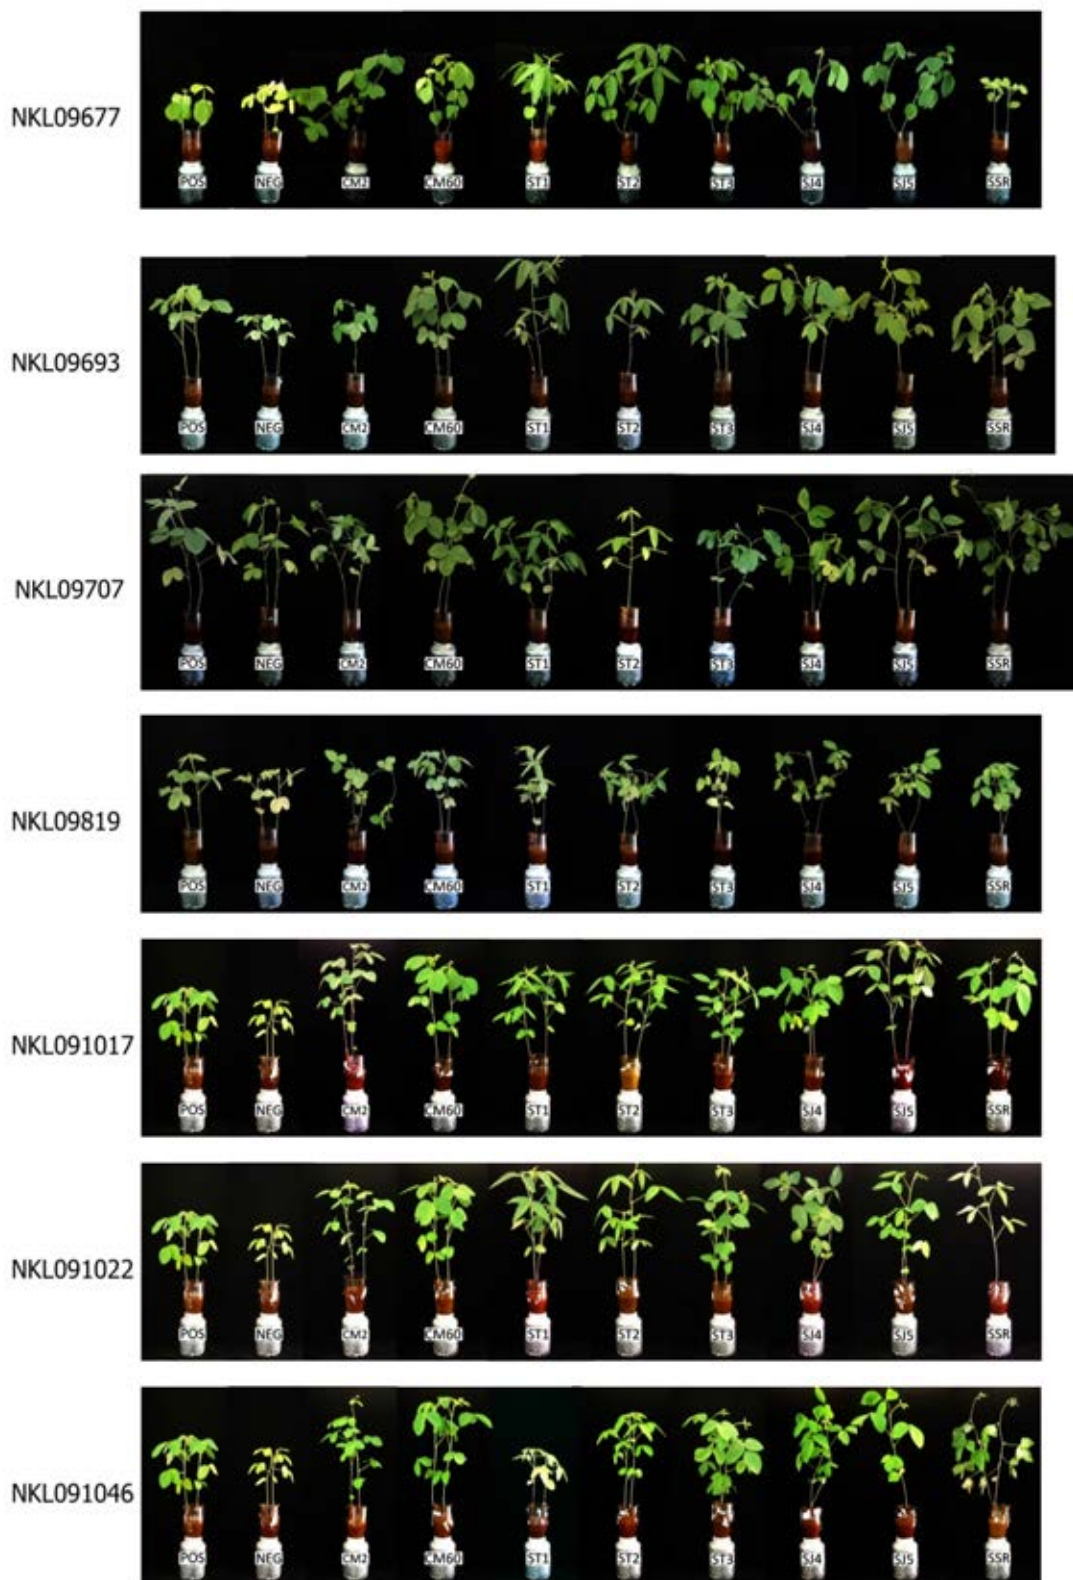 NKL09677
POS NEG CM2 CM60 ST1 ST2 ST3 SJ4 SJ5 SSR
NKL09693
POS NEG CM2 CM60 ST1 ST2 ST3 SJ4 SJ5 SSR
NKL09707
POS NEG CM2 CM60 ST1 ST2 ST3 SJ4 SJ5 SSR
NKL09819
POS NEG CM2 CM60 ST1 ST2 ST3 SJ4 SJ5 SSR
NKL091017
POS NEG CM2 CM60 ST1 ST2 ST3 SJ4 SJ5 SSR
NKL091022
POS NEG CM2 CM60 ST1 ST2 ST3 SJ4 SJ5 SSR
NKL091046
POS NEG CM2 CM60 ST1 ST2 ST3 SJ4 SJ5 SSR